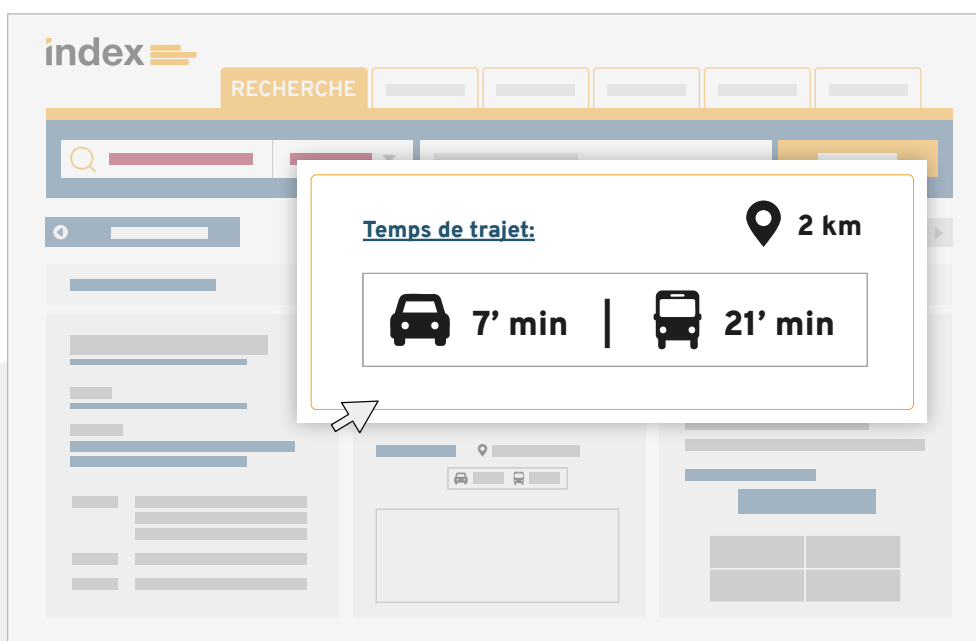 index
RECHERCHE
Temps de trajet:
2 km
7’ min | 21’ min